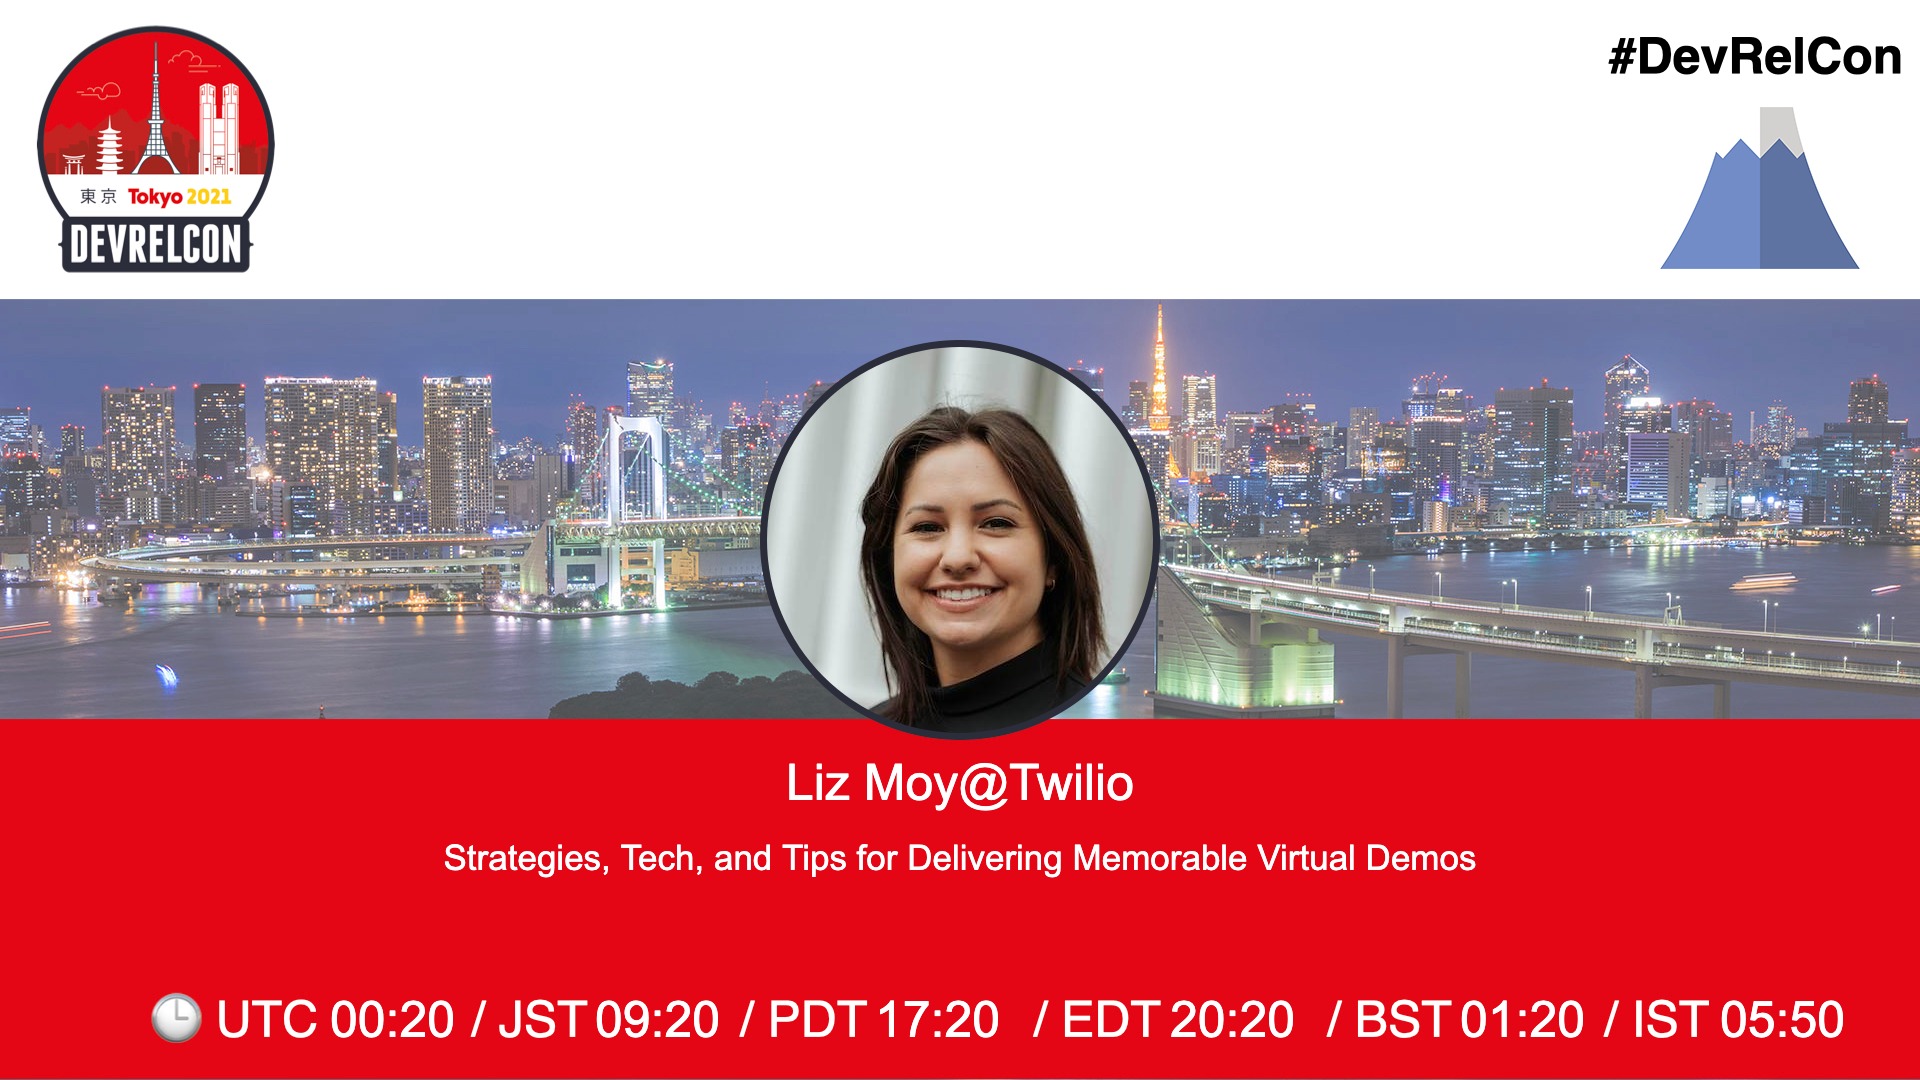 #DevRelCon
東京 Tokyo 2021
DEVRELCON
Liz Moy@Twilio
Strategies, Tech, and Tips for Delivering Memorable Virtual Demos
UTC 00:20 / JST 09:20 / PDT 17:20 / EDT 20:20 / BST 01:20 / IST 05:50